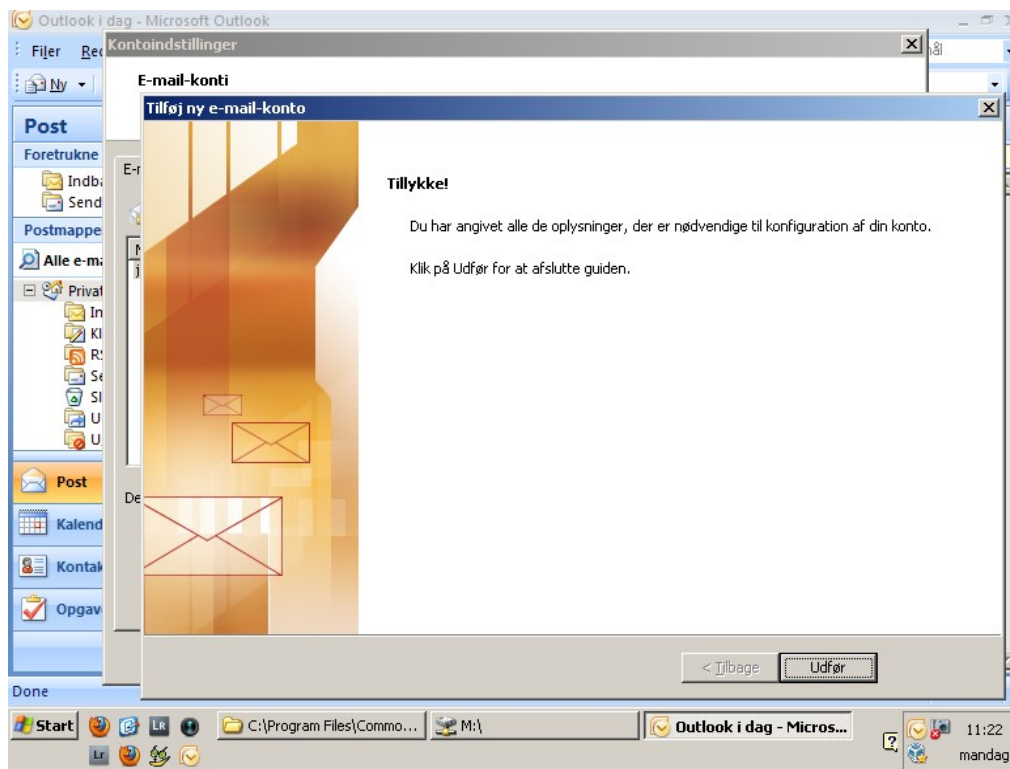 Outlook i dag - Microsoft Outlook
Filer
Kontoindstillinger
Ny
E-mail-konti
Tilføj ny e-mail-konto
Post
Foretrukne
Send
Postmappe
Tillykke!
Du har angivet alle de oplysninger, der er nødvendige til konfiguration af din konto.
Klik på Udfør for at afslutte guiden.
Post
< Tilbage
Udfør
Done
Start
LR
C:\Program Files\Commo...
M:\
Outlook i dag - Micros...
11:22
Lr
mandag